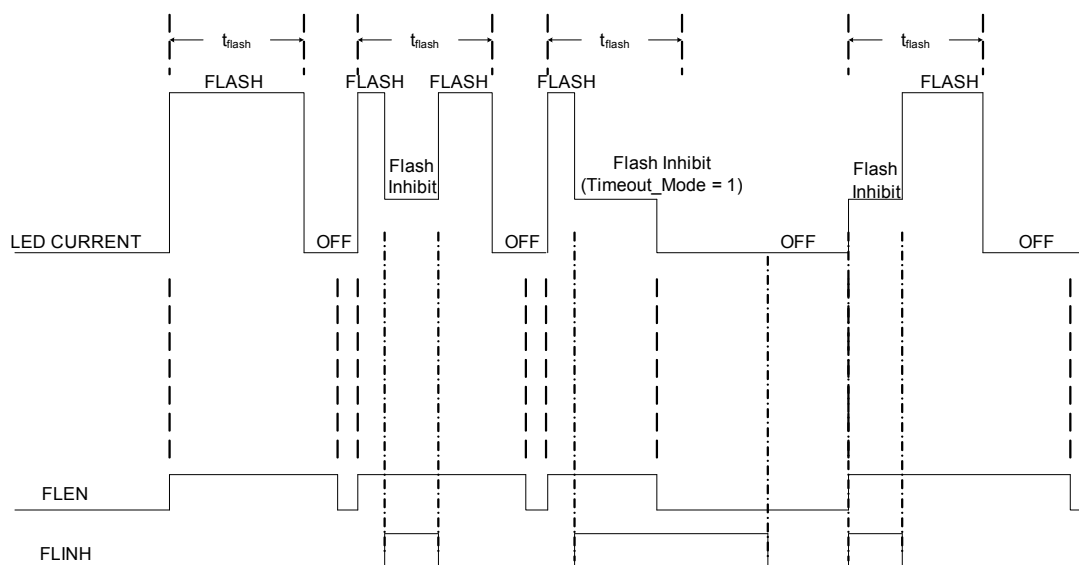 tflash
tflash
tflash
tflash
FLASH
FLASH
FLASH
FLASH
FLASH
Flash
Inhibit
Flash Inhibit
(Timeout_Mode = 1)
Flash
Inhibit
LED CURRENT
OFF
OFF
OFF
OFF
FLEN
FLINH